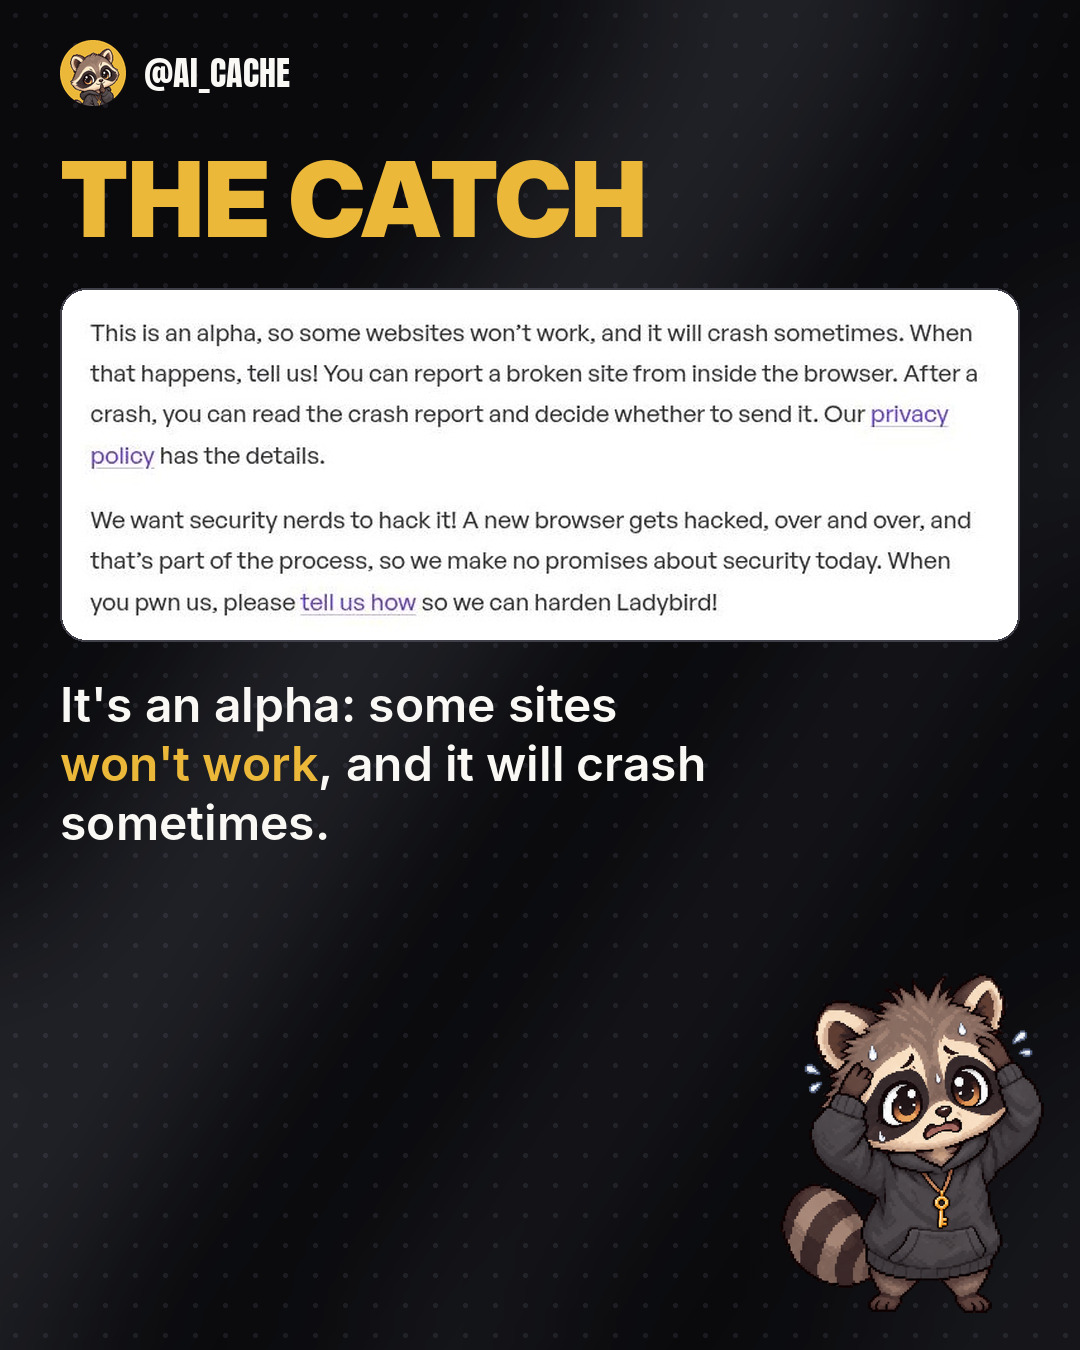 @AI_CACHE
THE CATCH
This is an alpha, so some websites won’t work, and it will crash sometimes. When
that happens, tell us! You can report a broken site from inside the browser. After a
crash, you can read the crash report and decide whether to send it. Our privacy
policy has the details.
We want security nerds to hack it! A new browser gets hacked, over and over, and
that’s part of the process, so we make no promises about security today. When
you pwn us, please tell us how so we can harden Ladybird!
It's an alpha: some sites
won't work, and it will crash
sometimes.